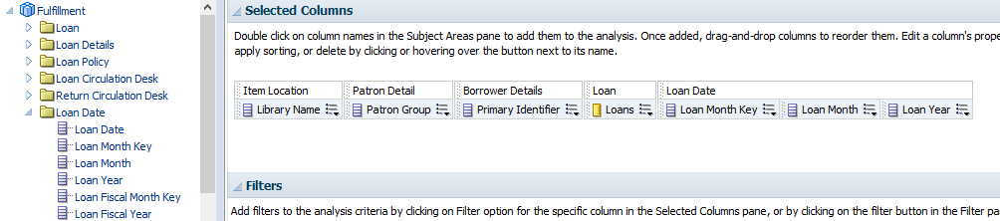 Fulfillment
Loan
Loan Details
Loan Policy
Loan Circulation Desk
Return Circulation Desk
Loan Date
Loan Date
Loan Month Key
Loan Month
Loan Year
Loan Fiscal Month Key
Loan Fiscal Year
Selected Columns
Double click on column names in the Subject Areas pane to add them to the analysis. Once added, drag-and-drop columns to reorder them. Edit a column's
apply sorting, or delete by clicking or hovering over the button next to its name.
Item Location Patron Detail Borrower Details Loan Loan Date
Library Name Patron Group Primary Identifier Loans Loan Month Key Loan Month Loan Year
Filters
Add filters to the analysis criteria by clicking on Filter option for the specific column in the Selected Columns pane, or by clicking on the filter button in the Filter